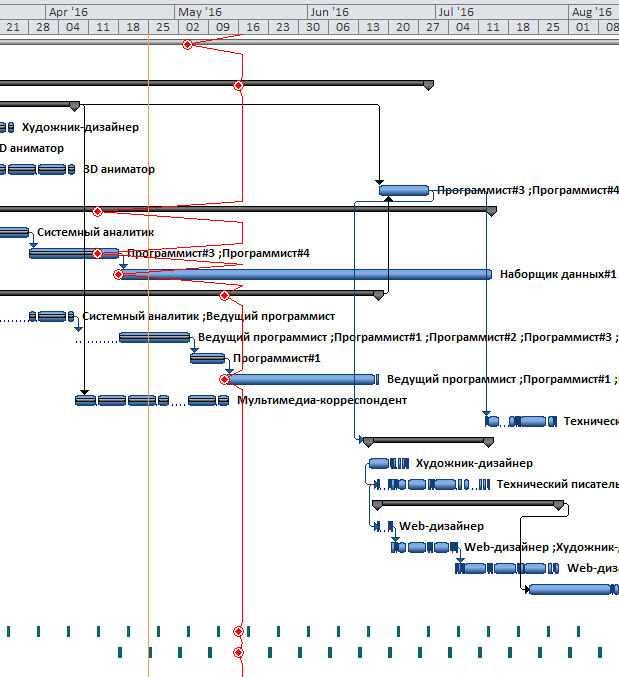 Apr '16 May '16 Jun '16 Jul '16 Aug '16
21 28 04 11 18 25 02 09 16 23 30 06 13 20 27 04 11 18 25 01 08
Художник-дизайнер
D аниматор
3D аниматор
Программист#3 ;Программист#4
Системный аналитик
Программист#3 ;Программист#4
Наборщик данных#1
Системный аналитик ;Ведущий программист
Ведущий программист ;Программист#1 ;Программист#2 ;Программист#3 ;
Программист#1
Ведущий программист ;Программист#1 ;
Мультимедиа-корреспондент
Техническ
Художник-дизайнер
Технический писатель
Web-дизайнер
Web-дизайнер ;Художник-
Web-диза